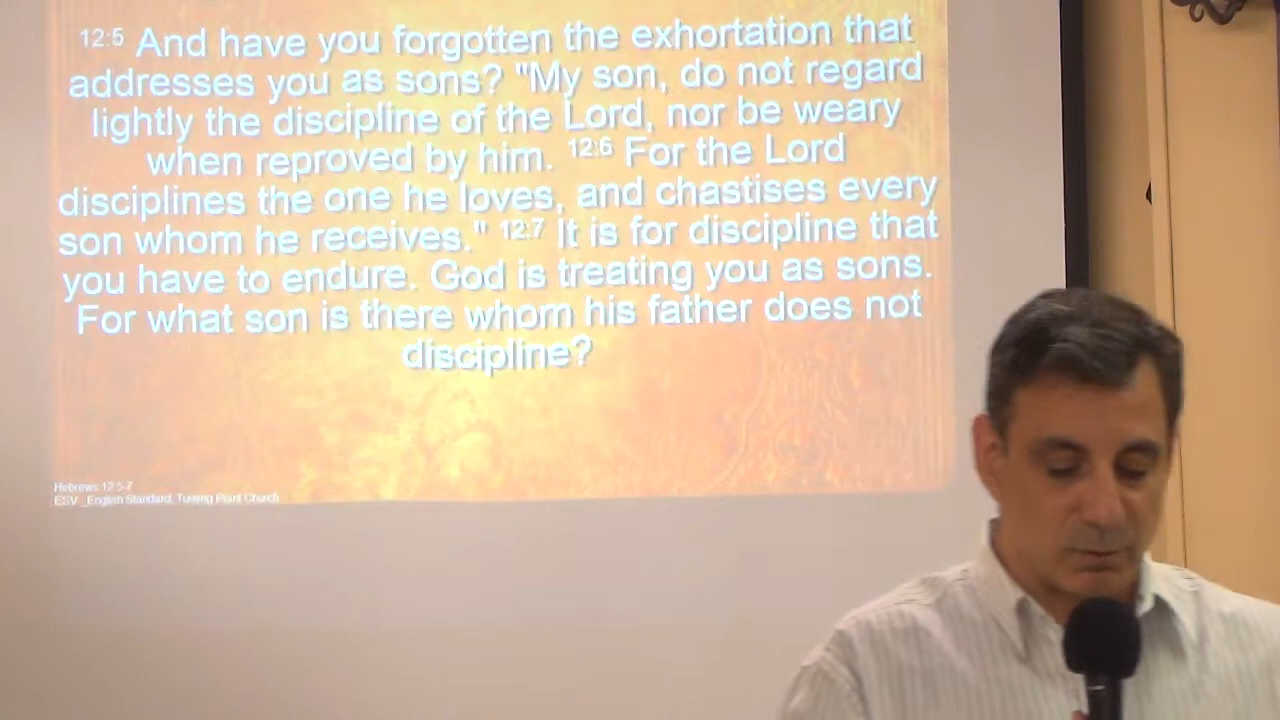 12:5 And have you forgotten the exhortation that
addresses you as sons? "My son, do not regard
lightly the discipline of the Lord, nor be weary
when reproved by him. 12:6 For the Lord
disciplines the one he loves, and chastises every
son whom he receives." 12:7 It is for discipline that
you have to endure. God is treating you as sons.
For what son is there whom his father does not
discipline?
Hebrews 12:5-7
ESV _English Standard, Turning Point Church